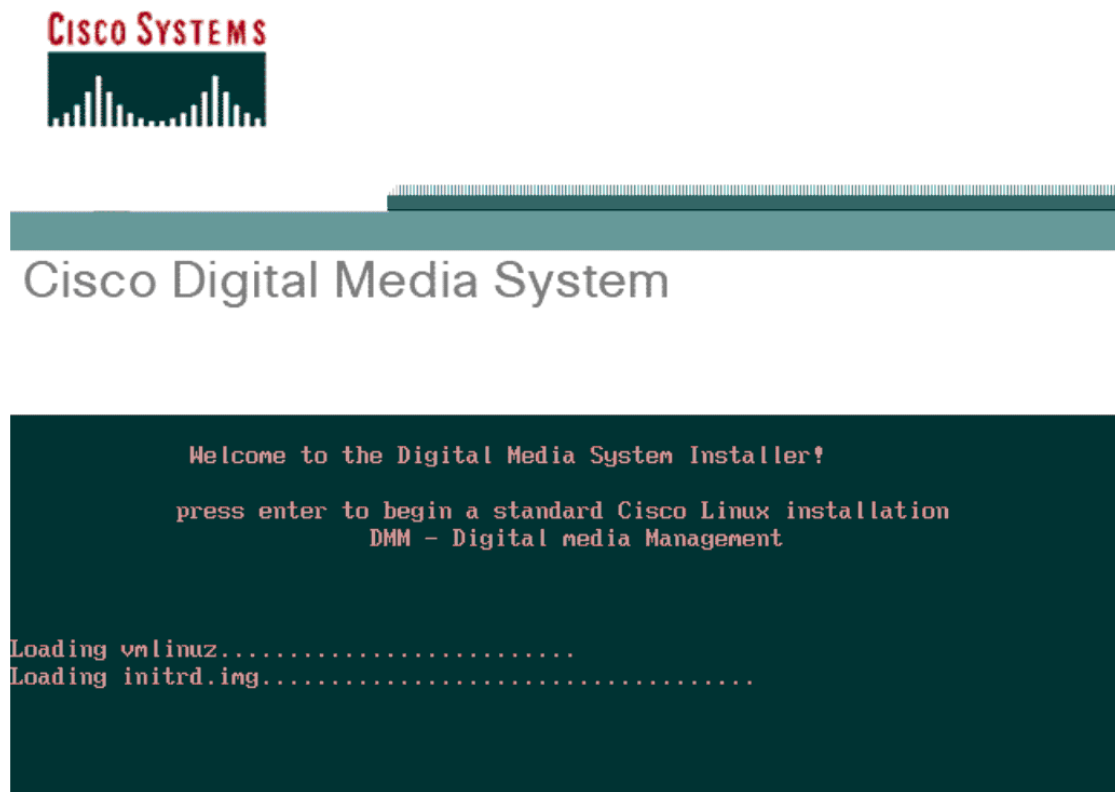 CISCO SYSTEMS
Cisco Digital Media System
Welcome to the Digital Media System Installer!
press enter to begin a standard Cisco Linux installation
DMM - Digital media Management
Loading vmlinuz..........................
Loading initrd.img....................................